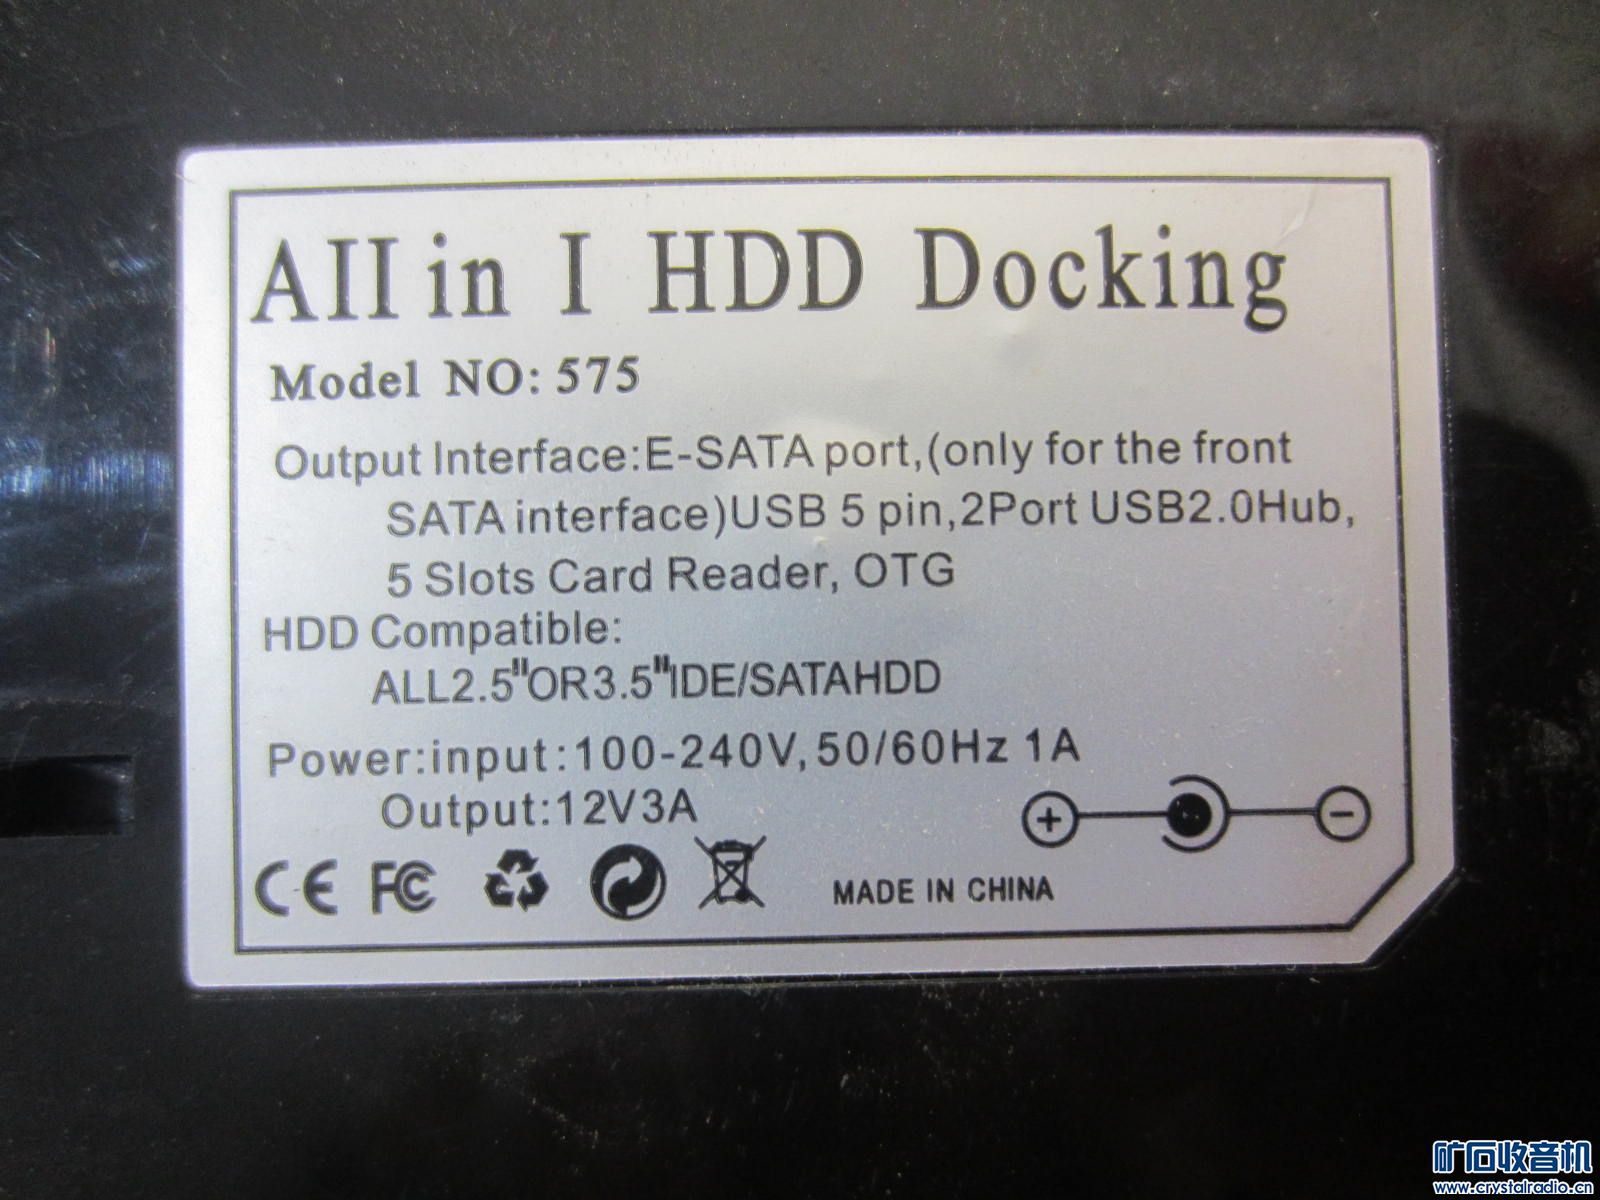 AII in I HDD Docking
Model NO: 575
Output Interface:E-SATA port,(only for the front
SATA interface)USB 5 pin,2Port USB2.0Hub,
5 Slots Card Reader, OTG
HDD Compatible:
ALL2.5"OR3.5"IDE/SATAHDD
Power:input:100-240V,50/60Hz 1A
Output:12V3A
CE FC MADE IN CHINA
矿石收音机
www.crystalradio.cn